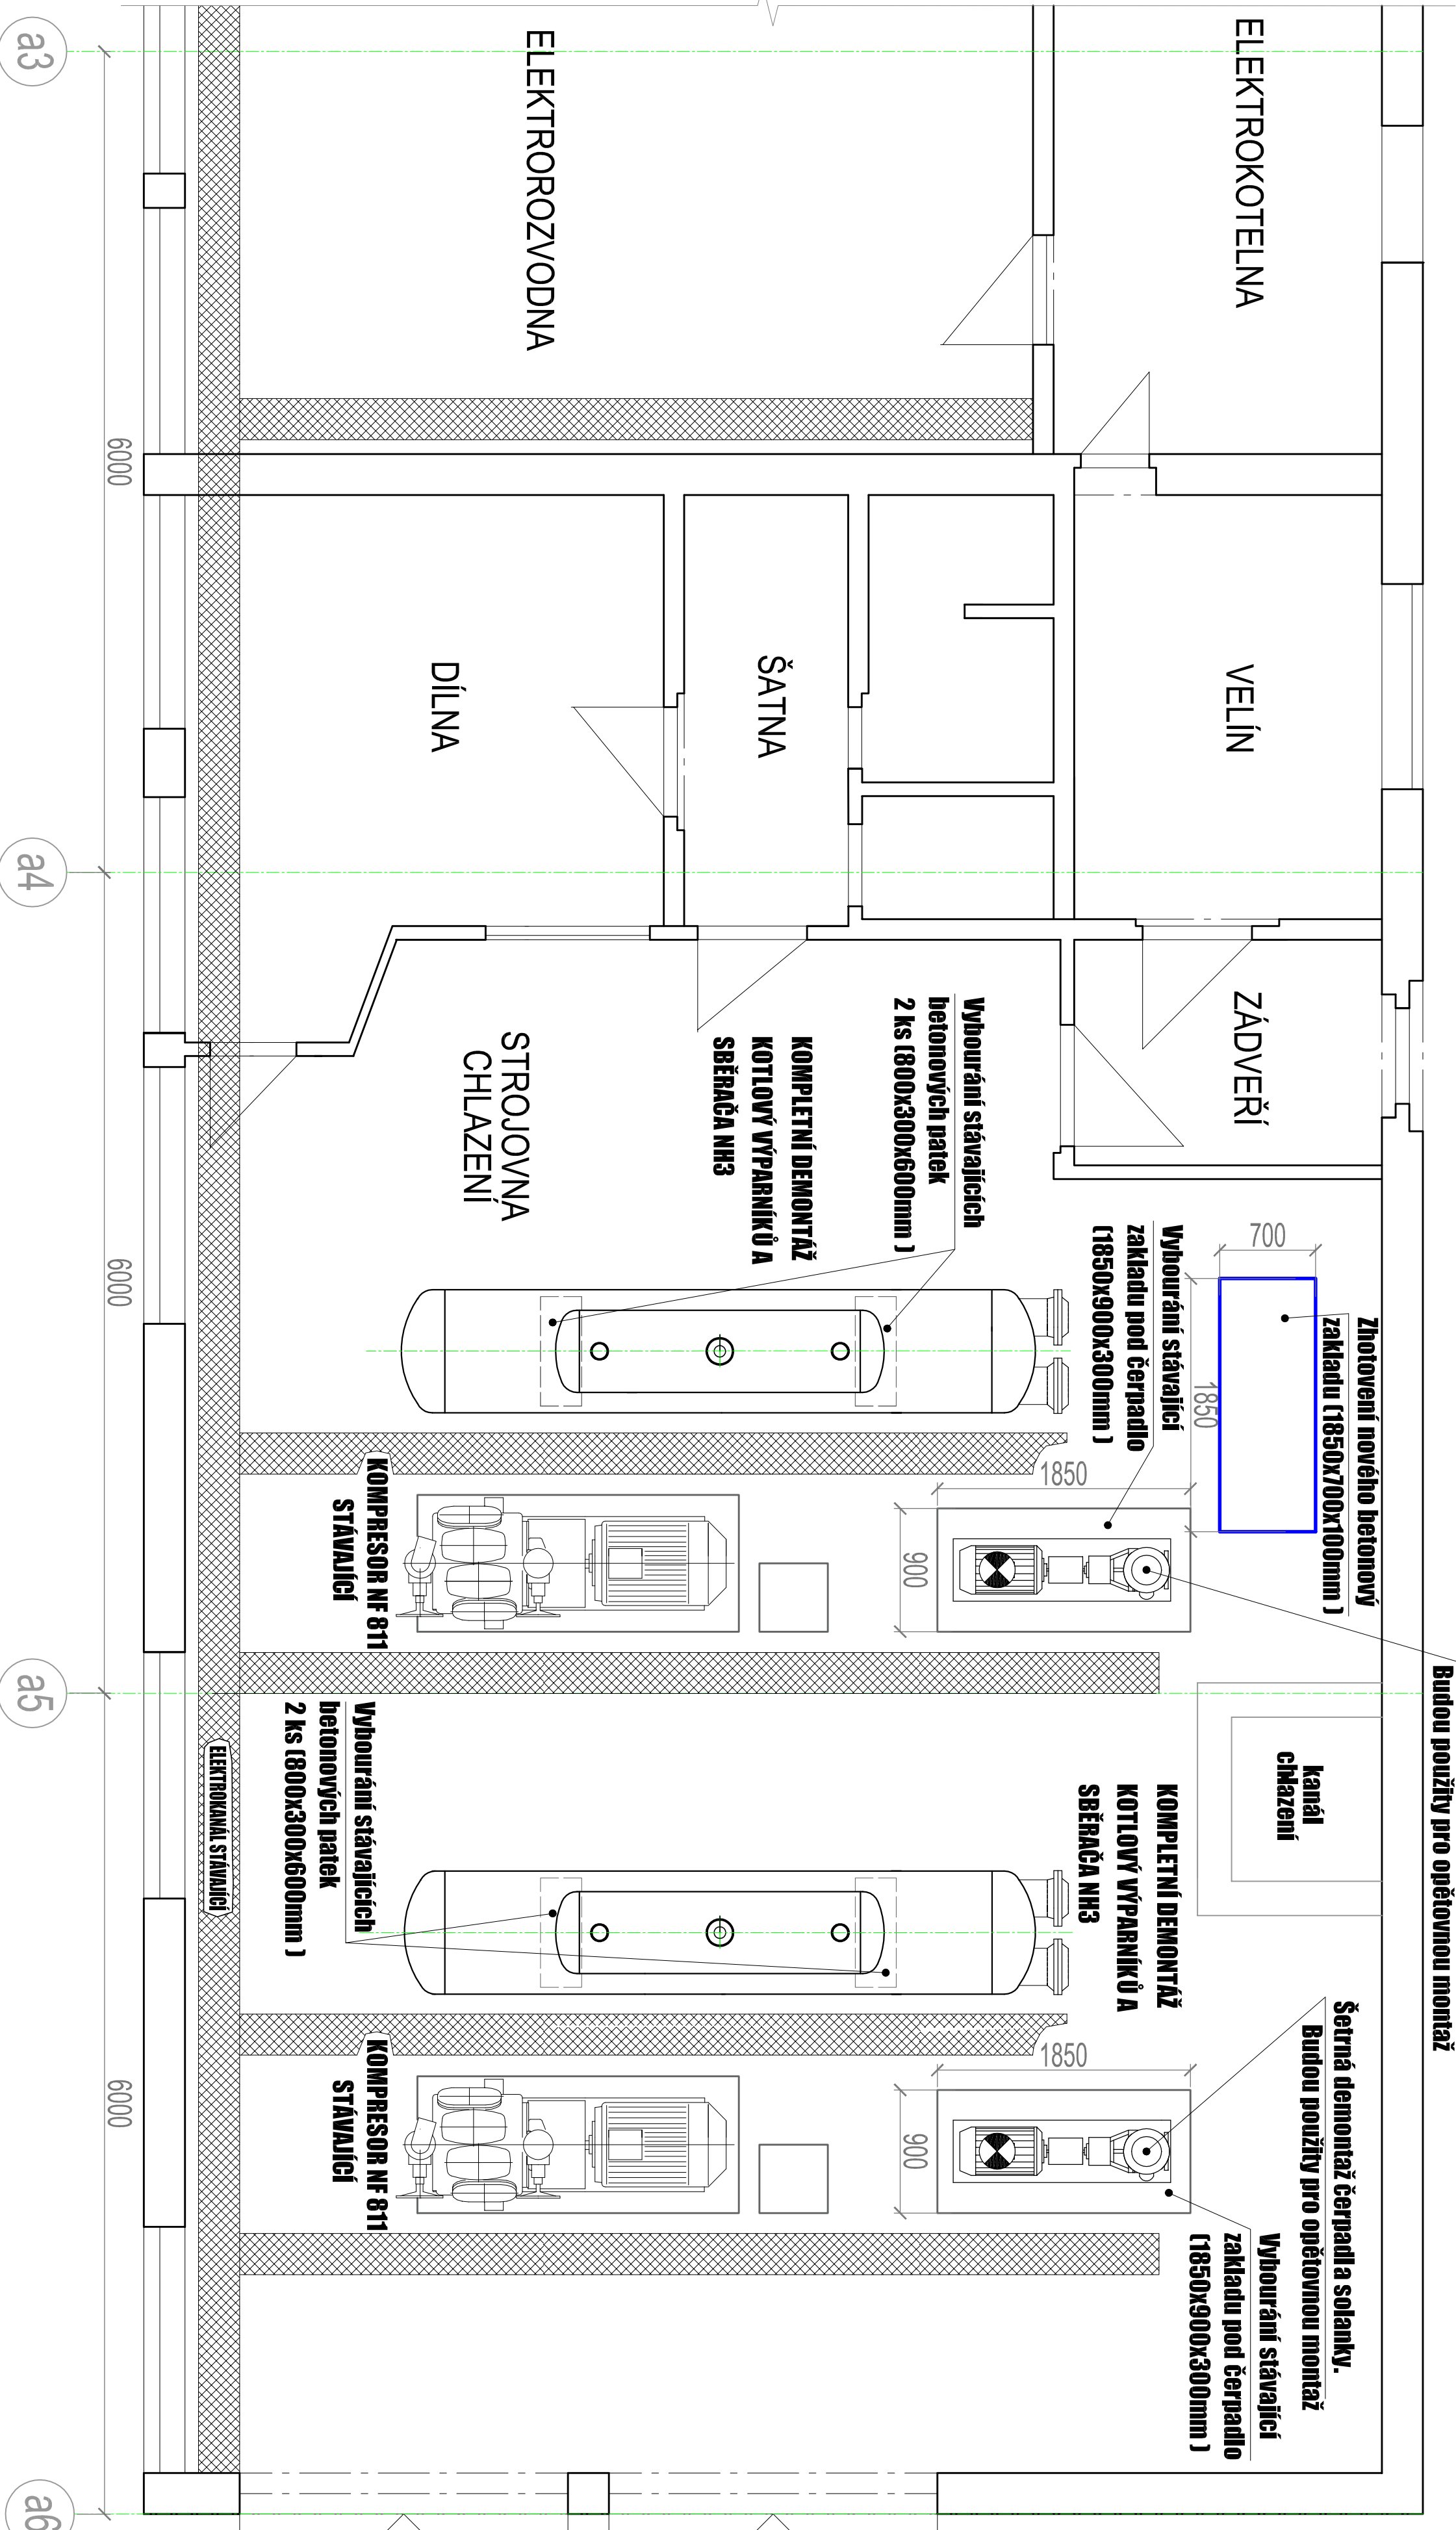 ELEKTROKOTELNA
ELEKTROROZVODNA
VELÍN
ŠATNA
DÍLNA
ZÁDVEŘÍ
STROJOVNA
CHLAZENÍ
Vybourání stávajících
betonových patek
2 ks (800x300x600mm )
KOMPLETNÍ DEMONTÁŽ
KOTLOVÝ VÝPARNÍKŮ A
SBĚRAČA NH3
700
1850
Zhotovení nového betonový
zakladu (1850x700x100mm )
Vybourání stávající
zakladu pod čerpadlo
(1850x900x300mm )
1850
900
KOMPRESOR NF 811
STÁVAJÍCÍ
Budou použity pro opětovnou montaž
kanál
chlazení
KOMPLETNÍ DEMONTÁŽ
KOTLOVÝ VÝPARNÍKŮ A
SBĚRAČA NH3
Vybourání stávajících
betonových patek
2 ks (800x300x600mm )
ELEKTROKANÁL STÁVAJÍCÍ
Šetrná demontaž čerpadla solanky.
Budou použity pro opětovnou montaž
1850
900
KOMPRESOR NF 811
STÁVAJÍCÍ
Vybourání stávající
zakladu pod čerpadlo
(1850x900x300mm )
6000
6000
6000
a3
a4
a5
a6